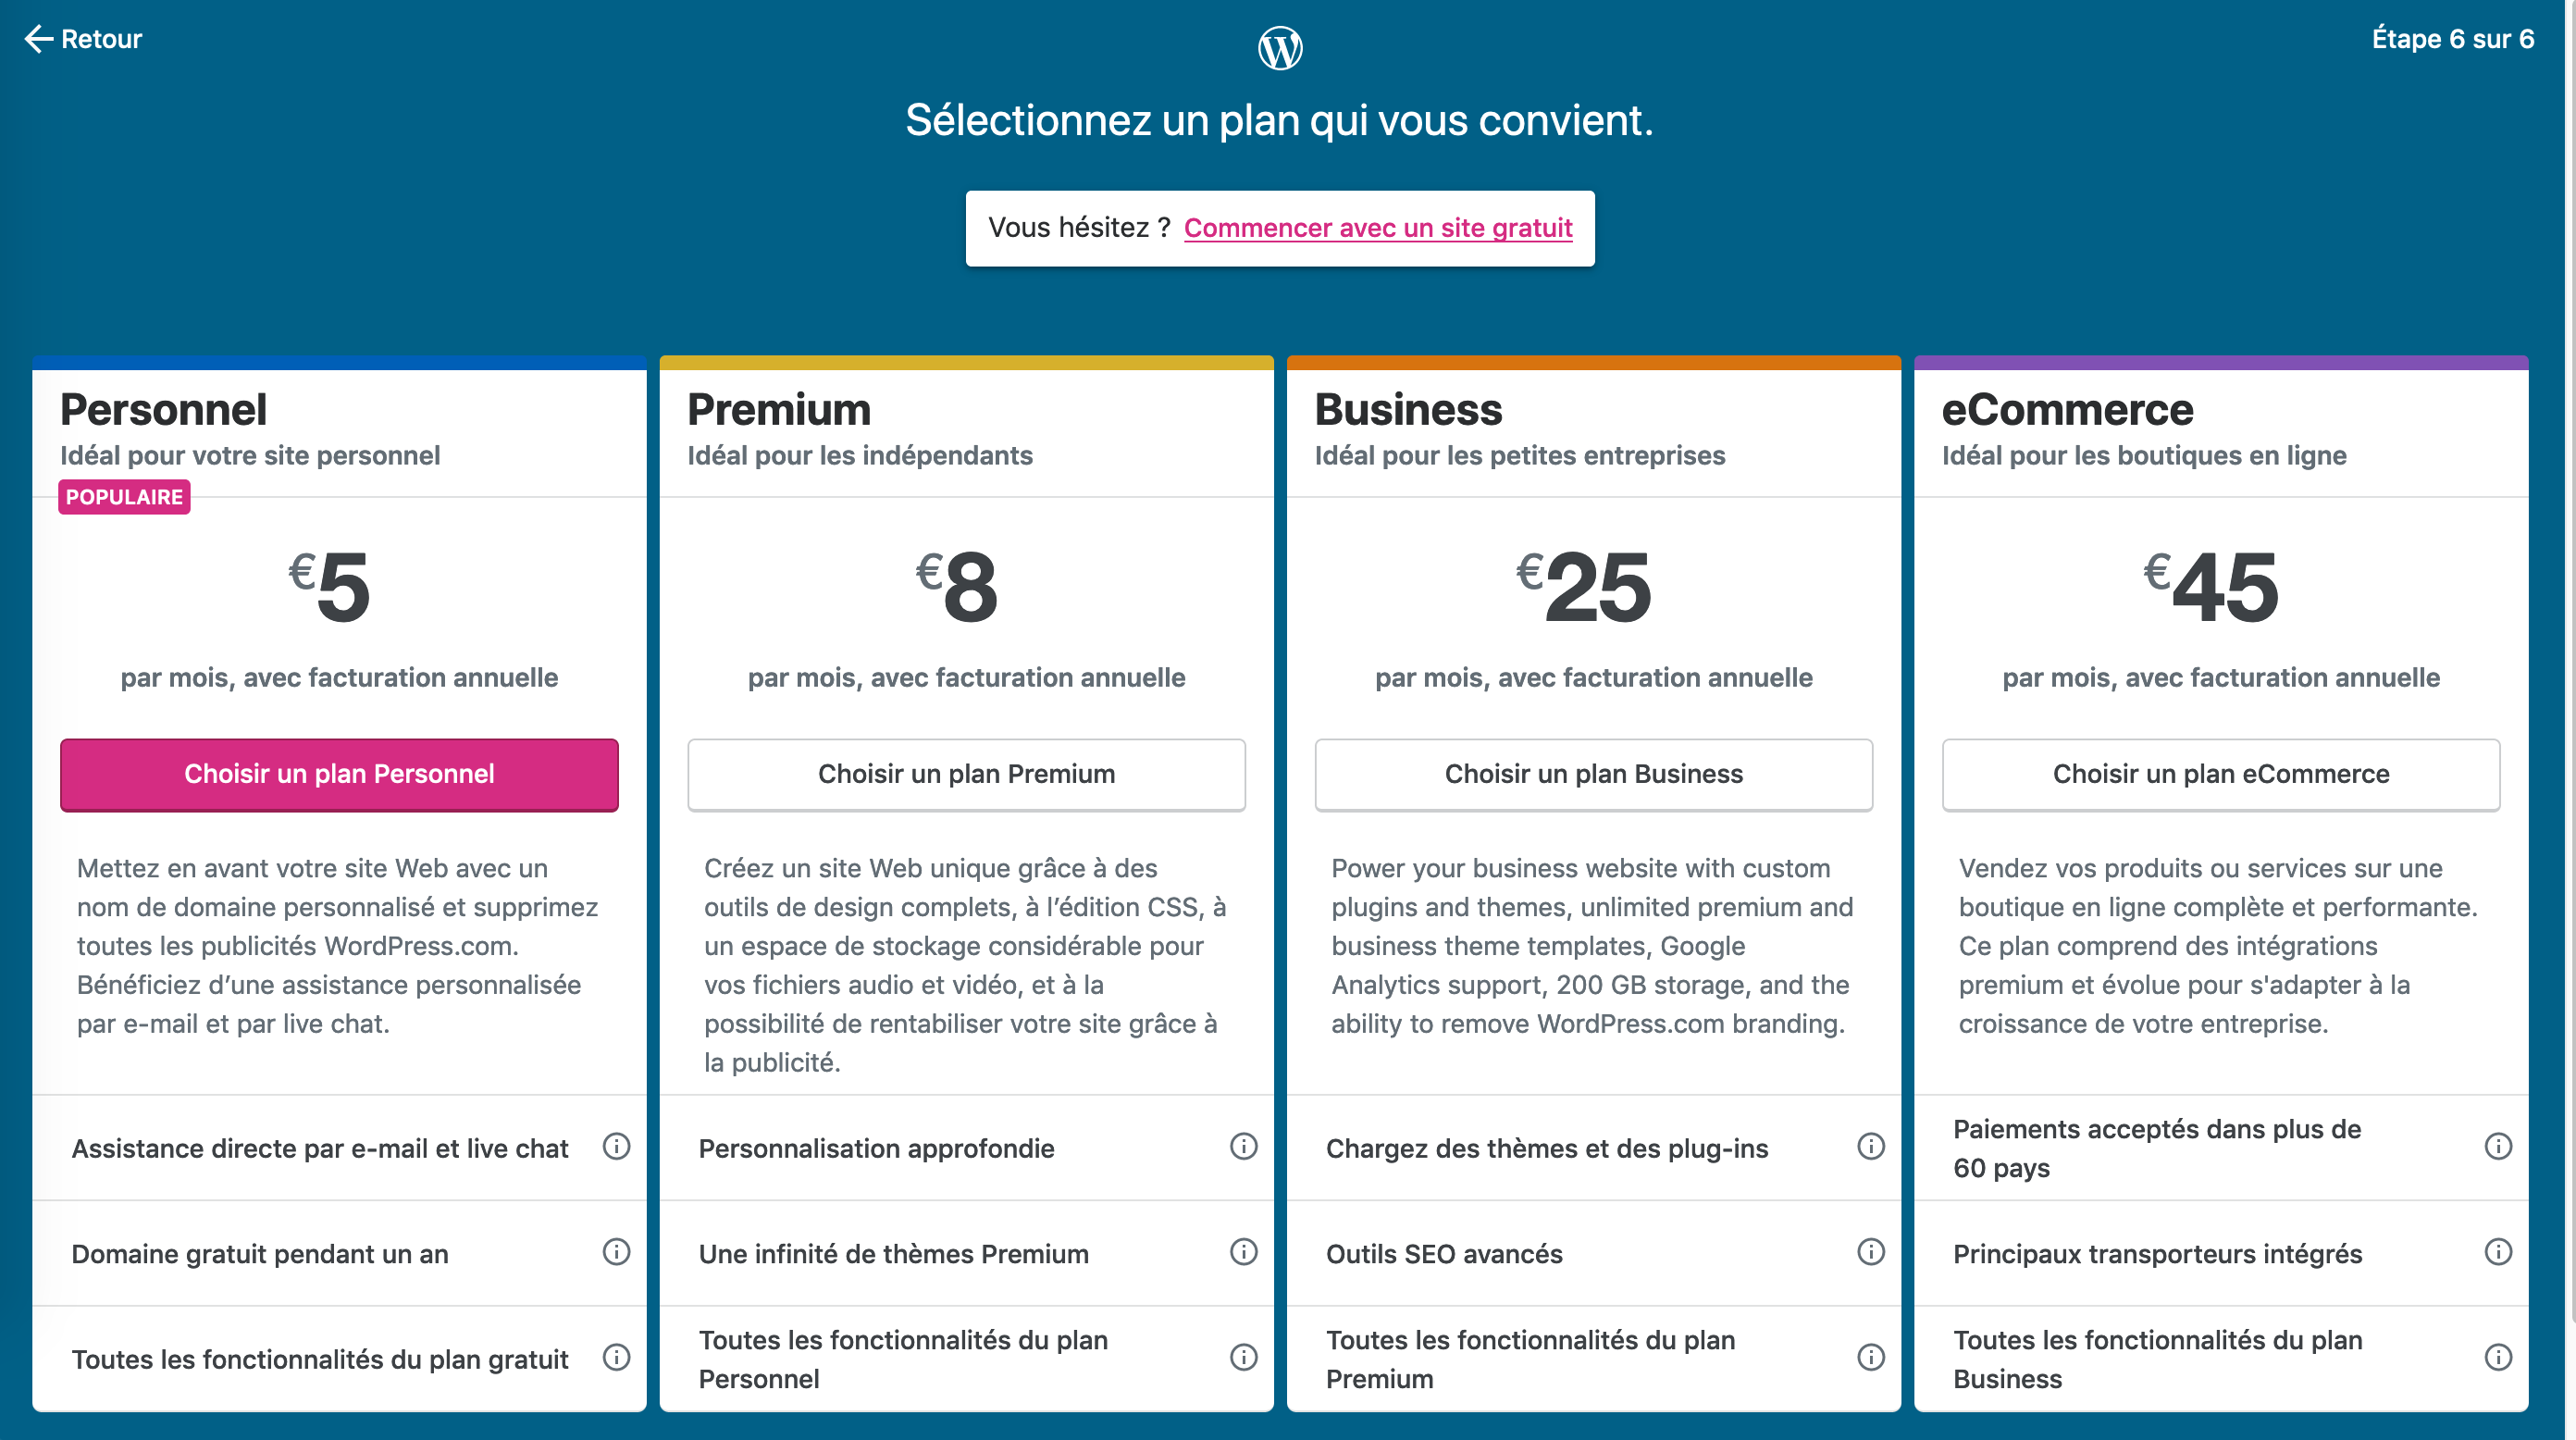 Retour
Étape 6 sur 6
Sélectionnez un plan qui vous convient.
Vous hésitez ? Commencer avec un site gratuit
Personnel
Idéal pour votre site personnel
POPULAIRE
€5
par mois, avec facturation annuelle
Choisir un plan Personnel
Mettez en avant votre site Web avec un
nom de domaine personnalisé et supprimez
toutes les publicités WordPress.com.
Bénéficiez d’une assistance personnalisée
par e-mail et par live chat.
Assistance directe par e-mail et live chat
Domaine gratuit pendant un an
Toutes les fonctionnalités du plan gratuit
Premium
Idéal pour les indépendants
€8
par mois, avec facturation annuelle
Choisir un plan Premium
Créez un site Web unique grâce à des
outils de design complets, à l’édition CSS, à
un espace de stockage considérable pour
vos fichiers audio et vidéo, et à la
possibilité de rentabiliser votre site grâce à
la publicité.
Personnalisation approfondie
Une infinité de thèmes Premium
Toutes les fonctionnalités du plan
Personnel
Business
Idéal pour les petites entreprises
€25
par mois, avec facturation annuelle
Choisir un plan Business
Power your business website with custom
plugins and themes, unlimited premium and
business theme templates, Google
Analytics support, 200 GB storage, and the
ability to remove WordPress.com branding.
Chargez des thèmes et des plug-ins
Outils SEO avancés
Toutes les fonctionnalités du plan
Premium
eCommerce
Idéal pour les boutiques en ligne
€45
par mois, avec facturation annuelle
Choisir un plan eCommerce
Vendez vos produits ou services sur une
boutique en ligne complète et performante.
Ce plan comprend des intégrations
premium et évolue pour s'adapter à la
croissance de votre entreprise.
Paiements acceptés dans plus de
60 pays
Principaux transporteurs intégrés
Toutes les fonctionnalités du plan
Business